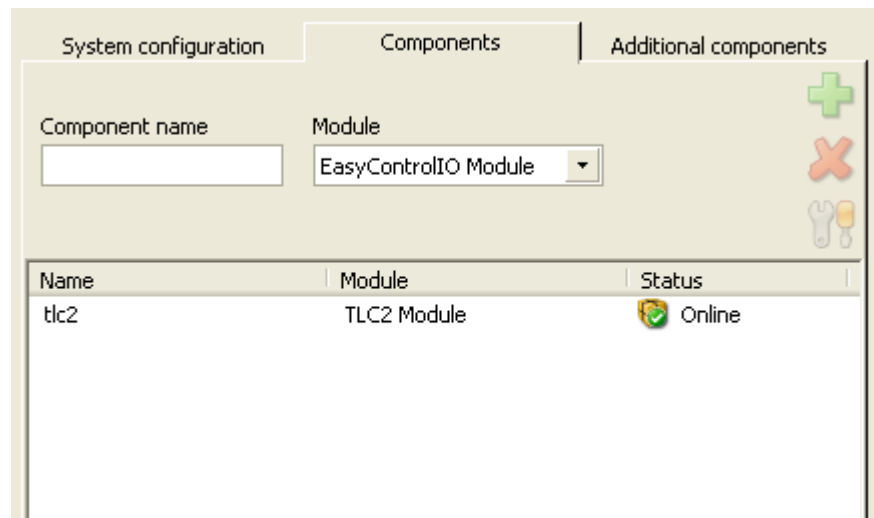 System configuration Components Additional components
Component name Module
EasyControlIO Module
Name Module Status
tlc2 TLC2 Module Online